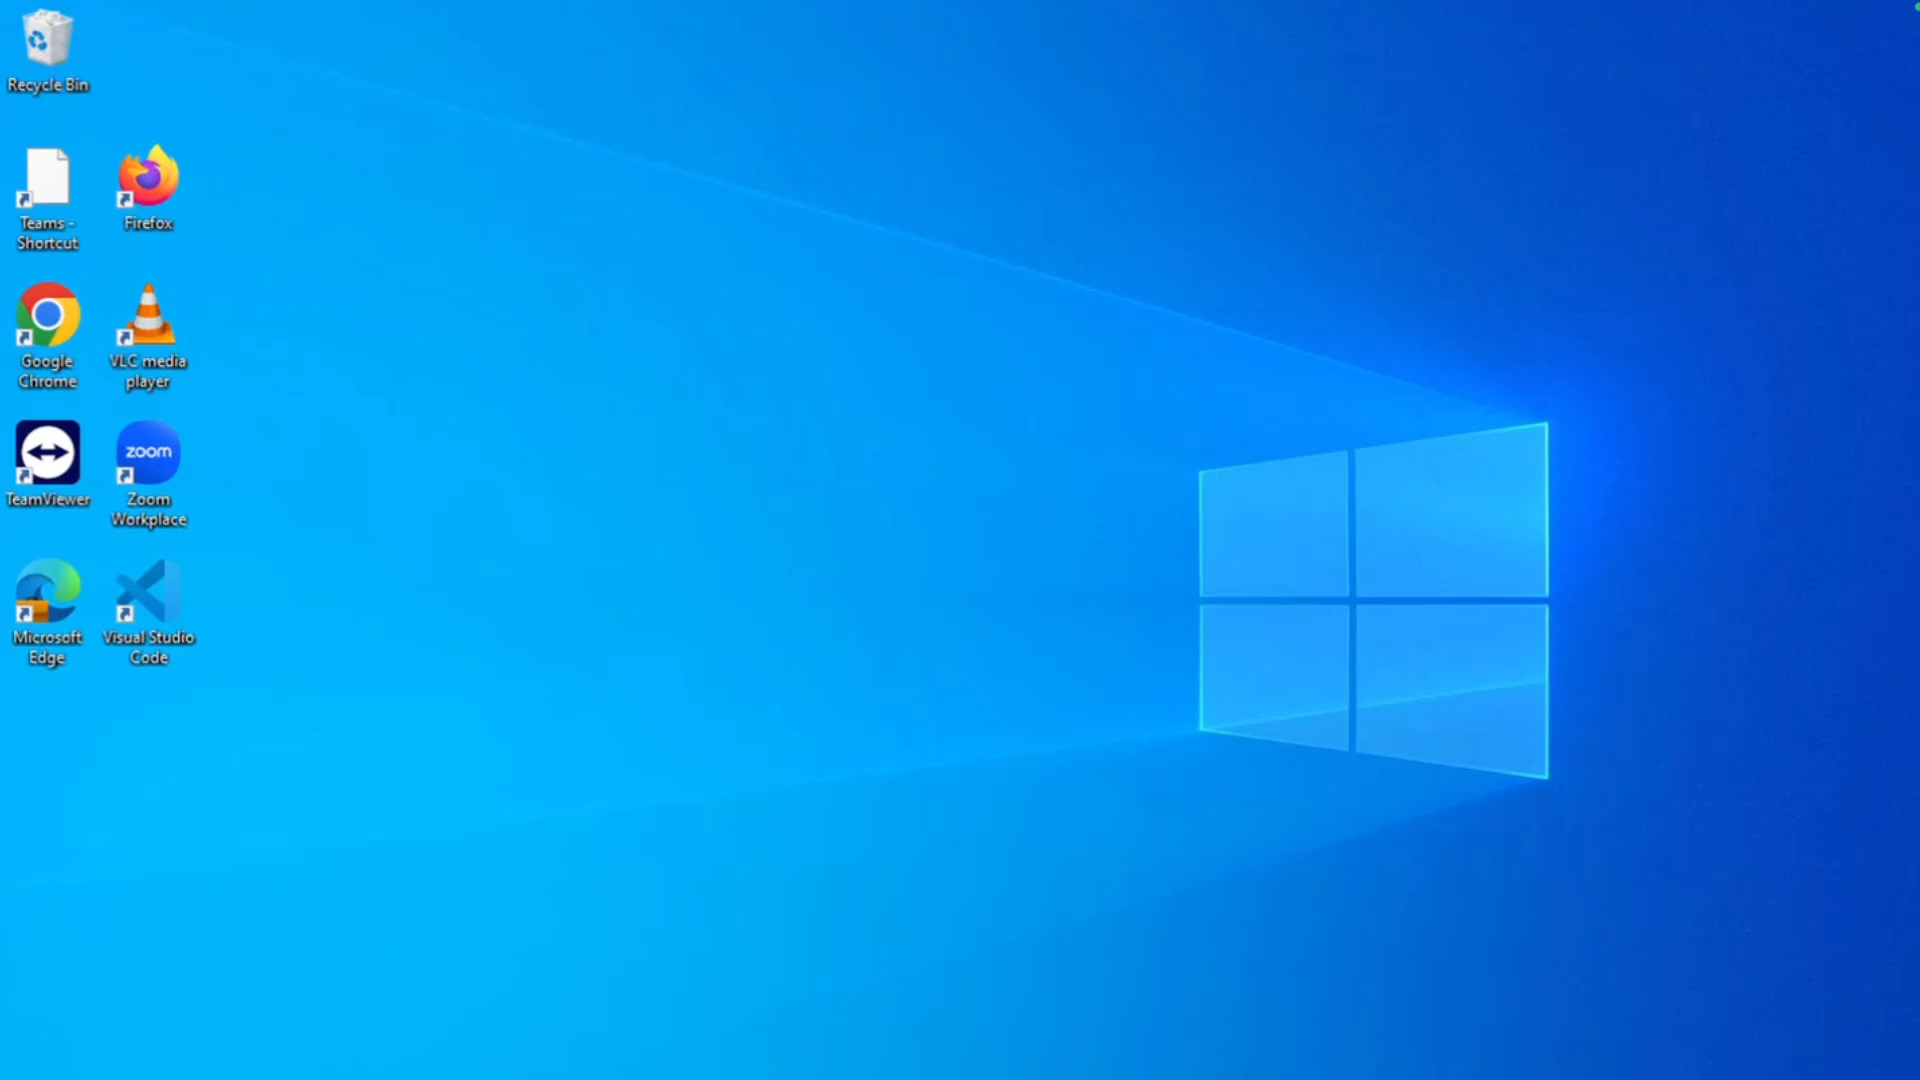 Recycle Bin
Teams -
Shortcut
Firefox
Google
Chrome
VLC media
player
TeamViewer
zoom
Zoom
Workplace
Microsoft
Edge
Visual Studio
Code